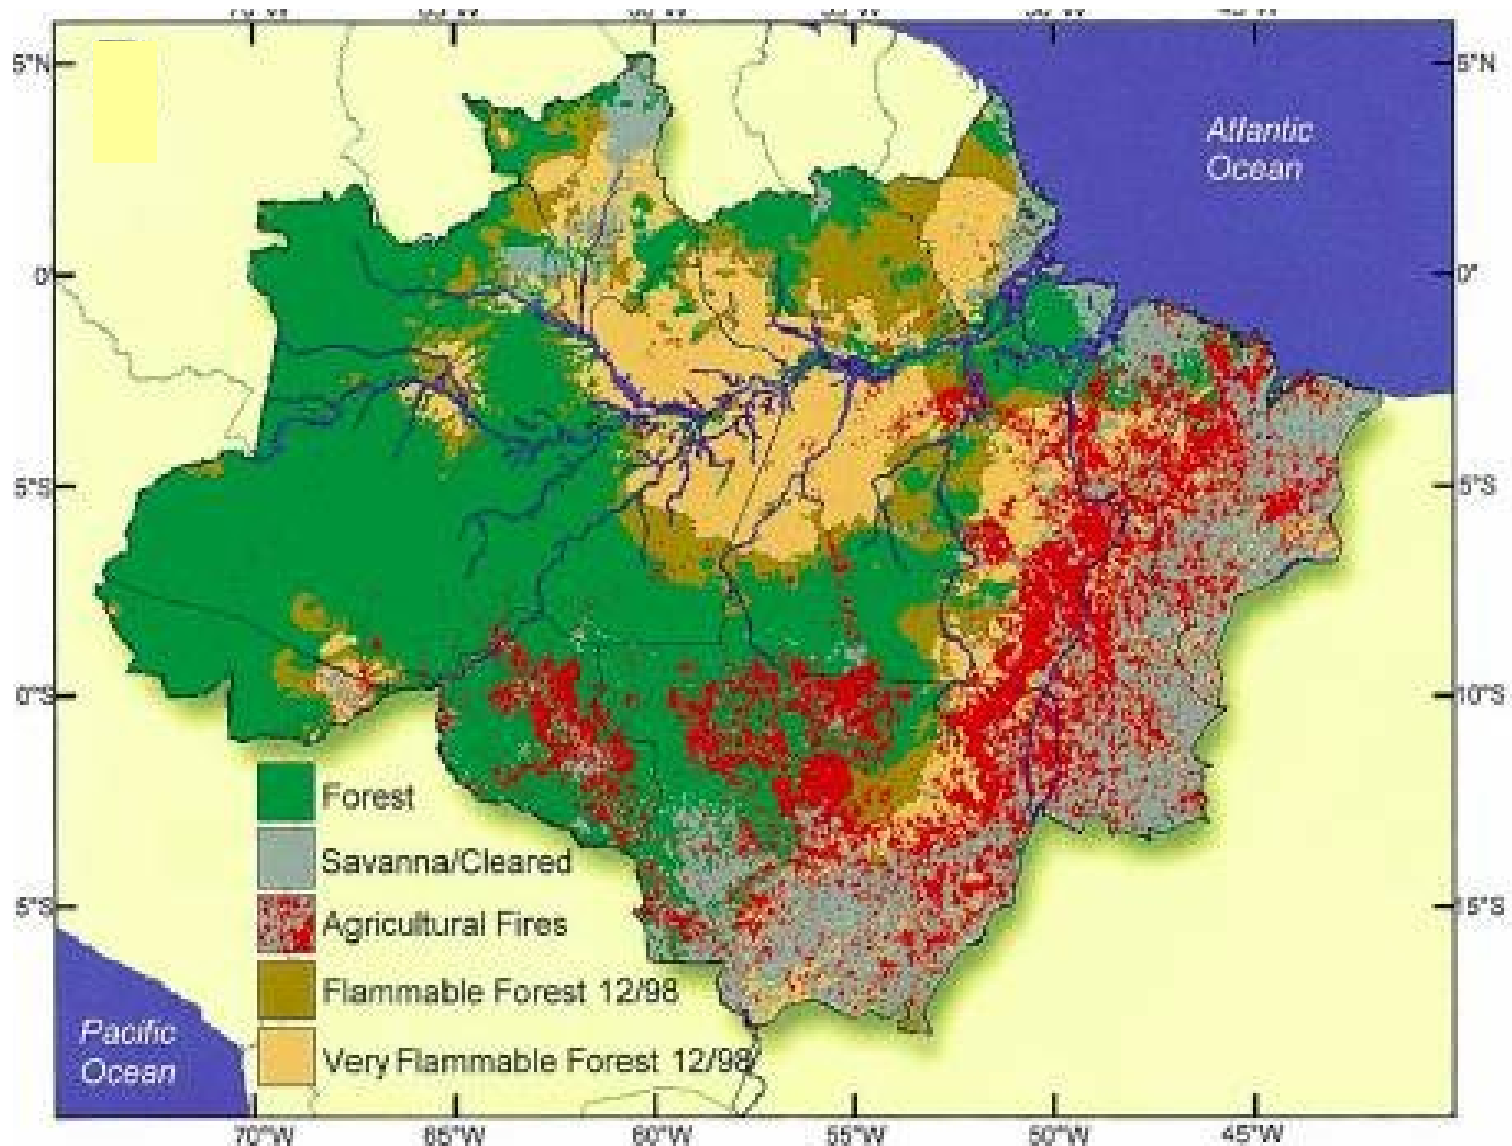 5°N
5°N
Atlantic
Ocean
0°
0°
5°S
5°S
0°S
10°S
Forest
Savanna/Cleared
5°S
15°S
Agricultural Fires
Flammable Forest 12/98
Pacific
Ocean
Very Flammable Forest 12/98
70°W
65°W
60°W
55°W
50°W
45°W